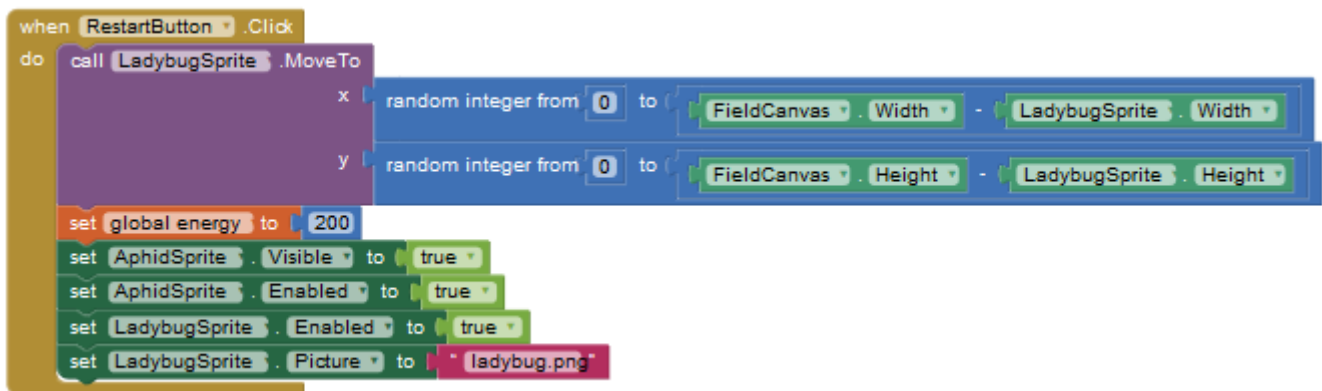 when RestartButton .Click
do call LadybugSprite .MoveTo
x random integer from 0 to FieldCanvas . Width - LadybugSprite . Width
y random integer from 0 to FieldCanvas . Height - LadybugSprite . Height
set global energy to 200
set AphidSprite . Visible to true
set AphidSprite . Enabled to true
set LadybugSprite . Enabled to true
set LadybugSprite . Picture to " ladybug.png "